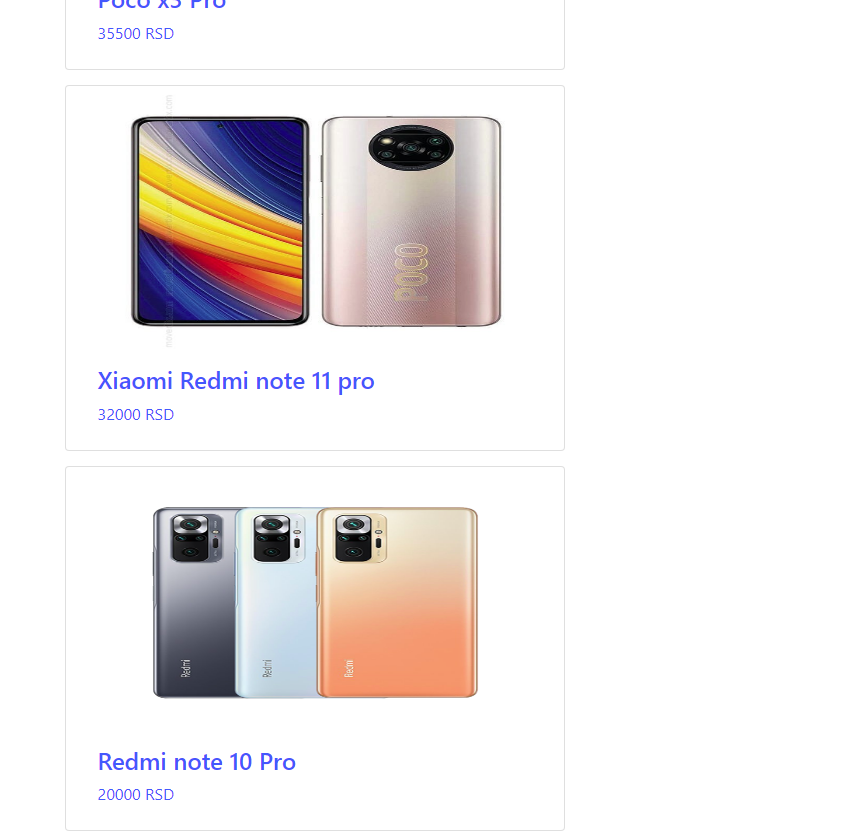 Poco x3 Pro
35500 RSD
POCO
Xiaomi Redmi note 11 pro
32000 RSD
Redmi
Redmi
Redmi
Redmi note 10 Pro
20000 RSD